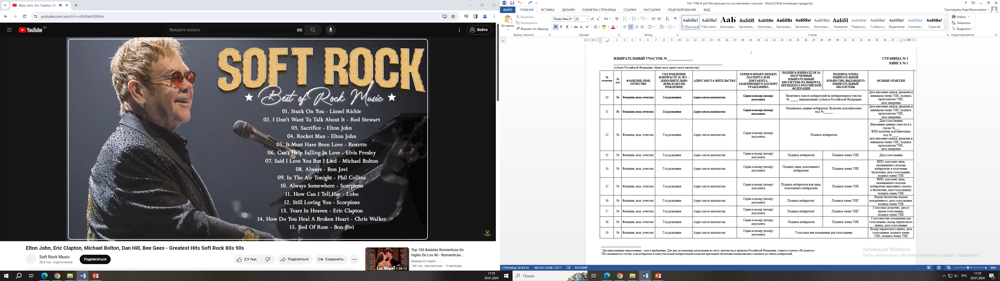 Elton John, Eric Clapton, Mi
youtube.com/watch?v=oRGBa6HGMnk
YouTube RU
Введите запрос
Войти
SOFT ROCK
Best of Rock Music
01. Stuck On You - Lionel Richie
02. I Don't Want To Talk About It - Rod Stewart
03. Sacrifice - Elton John
04. Rocket Man - Elton John
05. It Must Have Been Love - Roxette
06. Can't Help Falling In Love - Elvis Presley
07. Said I Love You But I Lied - Michael Bolton
08. Always - Bon Jovi
09. In The Air Tonight - Phil Collins
10. Always Somewhere - Scorpions
11. How Can I Tell Her - Lobo
12. Still Loving You - Scorpions
13. Tears In Heaven - Eric Clapton
14. How Do You Heal A Broken Heart - Chris Walker
15. Bed Of Rose - Bon Jovi
Elton John, Eric Clapton, Michael Bolton, Dan Hill, Bee Gees - Greatest Hits Soft Rock 80s 90s
Soft Rock Music
28,4 тыс. подписчиков
Подписаться
2,9 тыс.
Поделиться
Сохранить
Las Mejor
1:36:12
Top 100 Baladas Romanticas En
Ingles De Los 80 - Romanticas...
Baladas En Ingles
140 тыс. просмотров • 5 месяцев...
17:19
29.01.2024
143-1106-8-pril Инструкция по составлению списков - Word (Сбой активации продукта)
ФАЙЛ ГЛАВНАЯ ВСТАВКА ДИЗАЙН РАЗМЕТКА СТРАНИЦЫ ССЫЛКИ РАССЫЛКИ РЕЦЕНЗИРОВАНИЕ ВИД
Григорьева Аида Васильевна
Вставить
Вырезать
Копировать
Формат по образцу
Буфер обмена
Times New R 22
Шрифт
Абзац
¶ Обычный ¶ Без инте... Заголово... Заголово... Заголово... Заголово... Заголово... Заголово... Название Подзагол... Слабое в... Выделение Сильное... Строгий
Стили
Найти
Заменить
Выделить
Редактирование
2
ИЗБИРАТЕЛЬНЫЙ УЧАСТОК № _______________
СТРАНИЦА № 2
КНИГА № 1
(субъект Российской Федерации, общая часть адреса места жительства)
№ отметки
№ п/п
ФАМИЛИЯ, ИМЯ, ОТЧЕСТВО
ГОД РОЖДЕНИЯ (В ВОЗРАСТЕ 18 ЛЕТ – ДОПОЛНИТЕЛЬНО ДЕНЬ И МЕСЯЦ РОЖДЕНИЯ)
АДРЕС МЕСТА ЖИТЕЛЬСТВА1
СЕРИЯ И НОМЕР (НОМЕР) ПАСПОРТА ИЛИ ДОКУМЕНТА, ЗАМЕНЯЮЩЕГО ПАСПОРТ ГРАЖДАНИНА
ПОДПИСЬ ИЗБИРАТЕЛЯ ЗА ПОЛУЧЕННЫЙ ИЗБИРАТЕЛЬНЫЙ БЮЛЛЕТЕНЬ НА ВЫБОРАХ ПРЕЗИДЕНТА РОССИЙСКОЙ ФЕДЕРАЦИИ
ПОДПИСЬ ЧЛЕНА ИЗБИРАТЕЛЬНОЙ КОМИССИИ, ВЫДАВШЕГО ИЗБИРАТЕЛЬНЫЙ БЮЛЛЕТЕНЬ
ОСОБЫЕ ОТМЕТКИ
10 № Фамилия, имя, отчество Год рождения Адрес места жительства Серия и номер (номер) документа Включен в список избирателей на избирательном участке № _____, наименование субъекта Российской Федерации Дата внесения записи, фамилия и инициалы члена УИК, подпись председателя УИК, дата заверения
11 № Фамилия, имя, отчество Год рождения Адрес места жительства Серия и номер (номер) документа Изменились данные избирателя. Включен дополнительно под №______ Дата внесения записи, фамилия и инициалы члена УИК, подпись председателя УИК, дата заверения
12 № Фамилия, имя, отчество Год рождения Адрес места жительства Серия и номер (номер) документа Подпись избирателя Дата голосования Вписанные данные относятся к строке №___ ФИО включен дополнительно под № ____ дата внесения записи, фамилия и инициалы члена УИК, подпись председателя УИК, дата заверения
13 № Фамилия, имя, отчество Год рождения Адрес места жительства Серия и номер (номер) документа Подпись избирателя Подпись члена УИК Дата голосования
14 № Фамилия, имя, отчество Год рождения Адрес места жительства Серия и номер (номер) документа Подпись лица, помогавшего избирателю Подпись члена УИК ФИО, документ лица, оказывавшего помощь избирателю в получении бюллетеня, дата голосования, подпись члена УИК
15 № Фамилия, имя, отчество Год рождения Адрес места жительства Серия и номер (номер) документа Подпись избирателя или лица, помогавшего избирателю Подпись члена УИК ФИО, документ лица, оказывавшего помощь избирателю выполнить отметку в бюллетене, дата голосования, подпись члена УИК
16 № Фамилия, имя, отчество Год рождения Адрес места жительства Серия и номер (номер) документа Подпись избирателя2 Подпись члена УИК2 Выдан бюллетень взамен испорченного, дата голосования, подпись члена УИК
17 № Фамилия, имя, отчество Год рождения Адрес места жительства Серия и номер (номер) документа Подпись избирателя2 Подпись члена УИК2 Голосовал досрочно, дата и время голосования, подпись члена УИК
18 № Фамилия, имя, отчество Год рождения Адрес места жительства Серия и номер (номер) документа Подпись избирателя Подпись члена УИК Голосовал вне помещения для голосования, номер переносного ящика, дата голосования
19 № Фамилия, имя, отчество Год рождения Адрес места жительства Серия и номер (номер) документа Голосовал вне помещения для голосования Номер переносного ящика, дата голосования, подпись члена УИК, подпись члена УИК
1 Для вынужденных переселенцев – место пребывания. Для лиц, не имеющих регистрации по месту жительства в пределах Российской Федерации, ставится отметка «Не имеется».
2 Не указывается в случае, если избиратель и член участковой избирательной комиссии при выдаче бюллетеня подписывались в выписке из списка избирателей.
Активация Windows
Чтобы активировать Windows, перейдите в раздел "Параметры".
СТРАНИЦА 58 ИЗ 63 ЧИСЛО СЛОВ: 12217 РУССКИЙ
80%
Поиск
РУС
17:19
29.01.2024